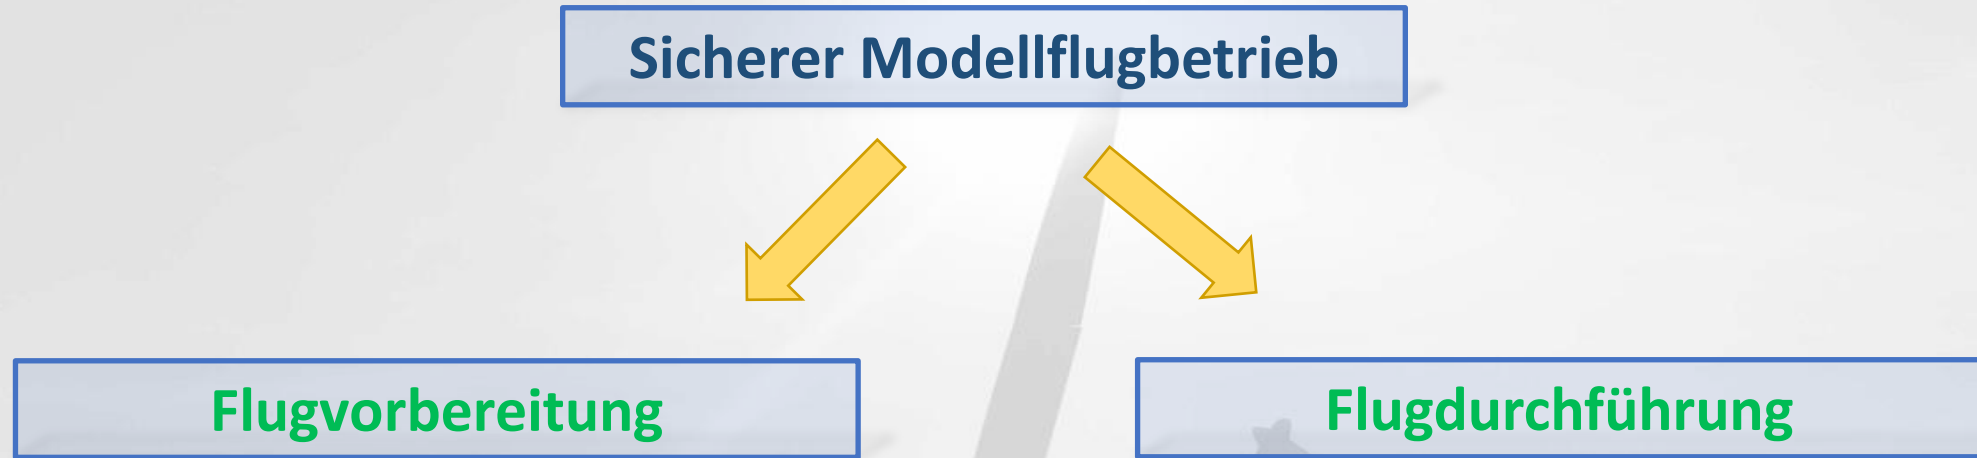 Sicherer Modellflugbetrieb
Flugvorbereitung
Flugdurchführung